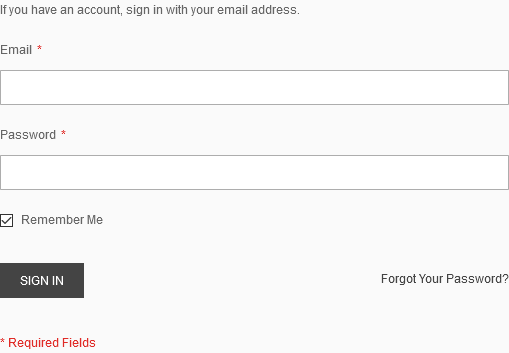 If you have an account, sign in with your email address.
Email *
Password *
Remember Me
SIGN IN Forgot Your Password?
* Required Fields